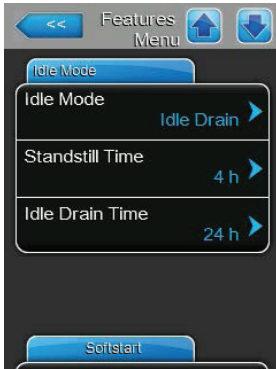 << Features
Menu
Idle Mode
Idle Mode
Idle Drain
Standstill Time
4 h
Idle Drain Time
24 h
Softstart